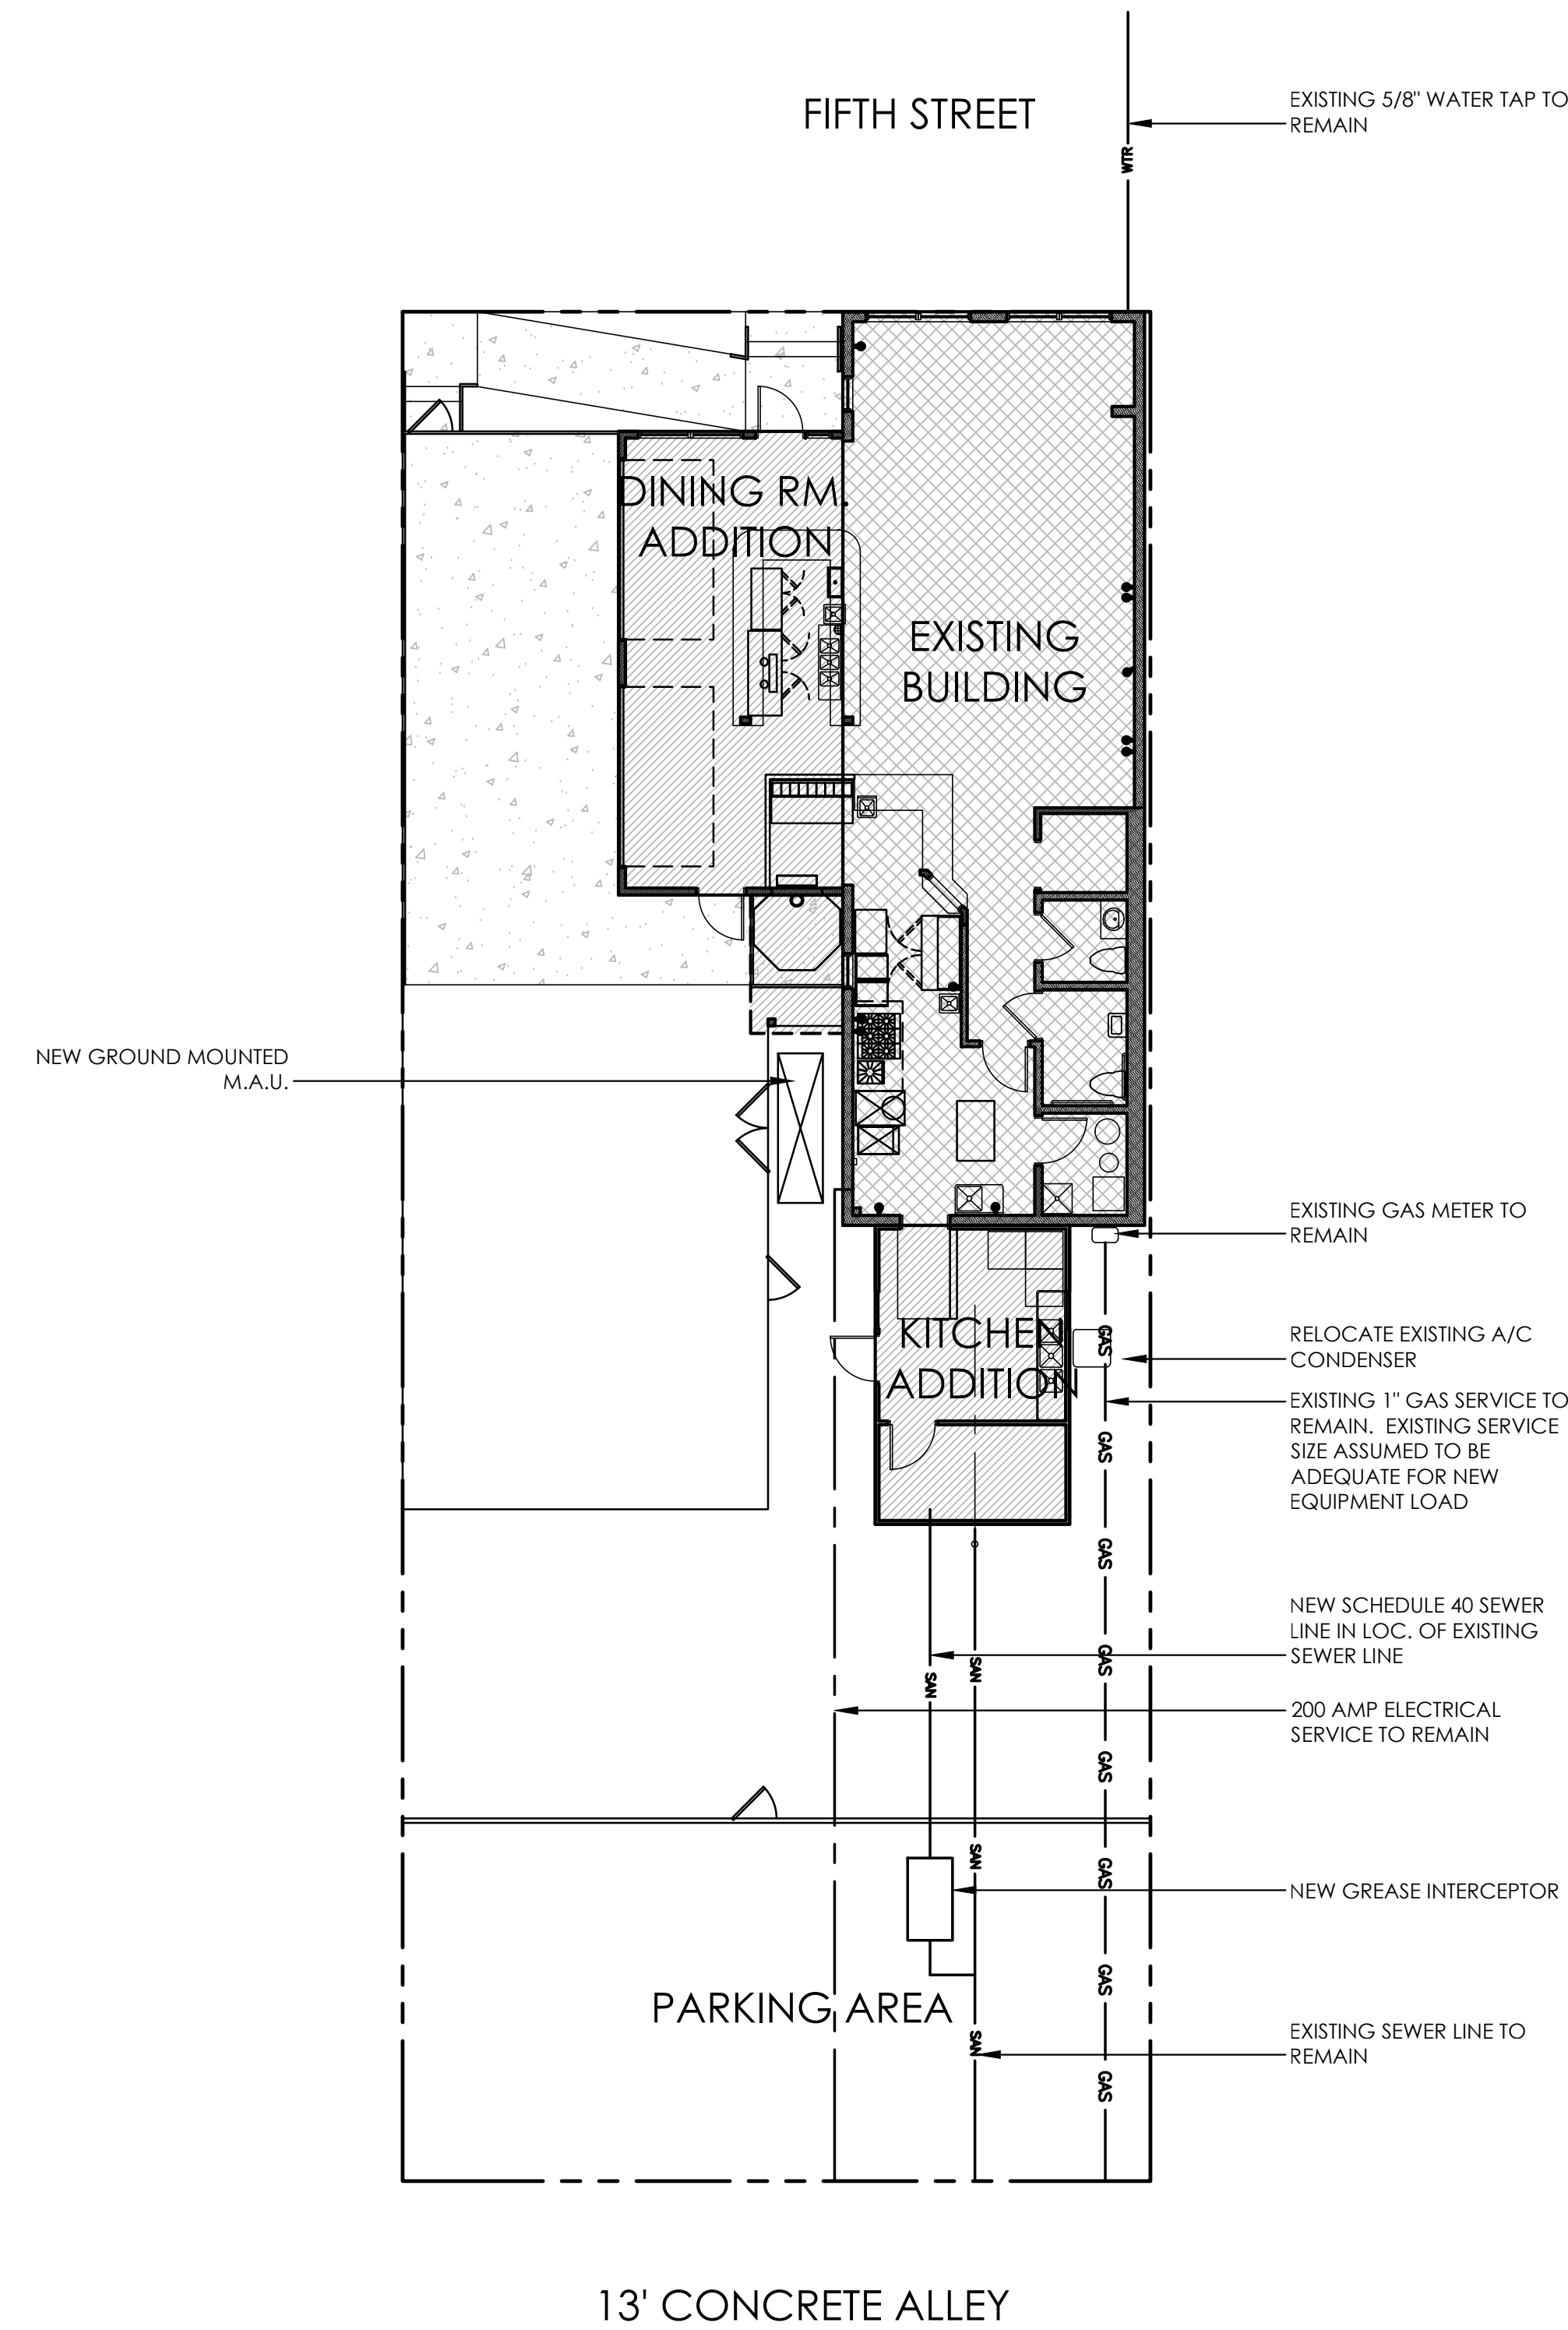 FIFTH STREET
EXISTING 5/8" WATER TAP TO
REMAIN
WTR
DINING RM.
ADDITION
EXISTING
BUILDING
NEW GROUND MOUNTED
M.A.U.
EXISTING GAS METER TO
REMAIN
KITCHEN
ADDITION
GAS
RELOCATE EXISTING A/C
CONDENSER
EXISTING 1" GAS SERVICE TO
REMAIN. EXISTING SERVICE
SIZE ASSUMED TO BE
ADEQUATE FOR NEW
EQUIPMENT LOAD
GAS
GAS
NEW SCHEDULE 40 SEWER
LINE IN LOC. OF EXISTING
SEWER LINE
SAN
SAN
GAS
200 AMP ELECTRICAL
SERVICE TO REMAIN
GAS
SAN
GAS
NEW GREASE INTERCEPTOR
GAS
PARKING AREA
SAN
EXISTING SEWER LINE TO
REMAIN
GAS
13' CONCRETE ALLEY